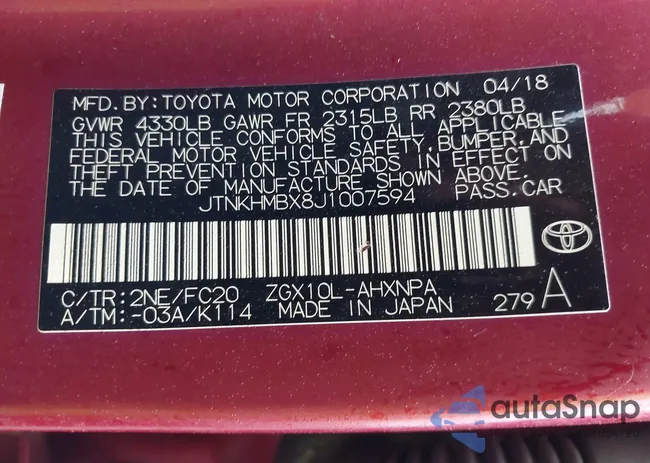 MFD. BY: TOYOTA MOTOR CORPORATION 04/18
GVWR 4330LB GAWR FR 2315LB RR 2380LB
THIS VEHICLE CONFORMS TO ALL APPLICABLE
FEDERAL MOTOR VEHICLE SAFETY, BUMPER, AND
THEFT PREVENTION STANDARDS IN EFFECT ON
THE DATE OF MANUFACTURE SHOWN ABOVE.
JTNKHMBX8J1007594 PASS. CAR
C/TR: 2NE/FC20 ZGX10L-AHXNPA
A/TM: -03A/K114 MADE IN JAPAN 279A
autoSnap